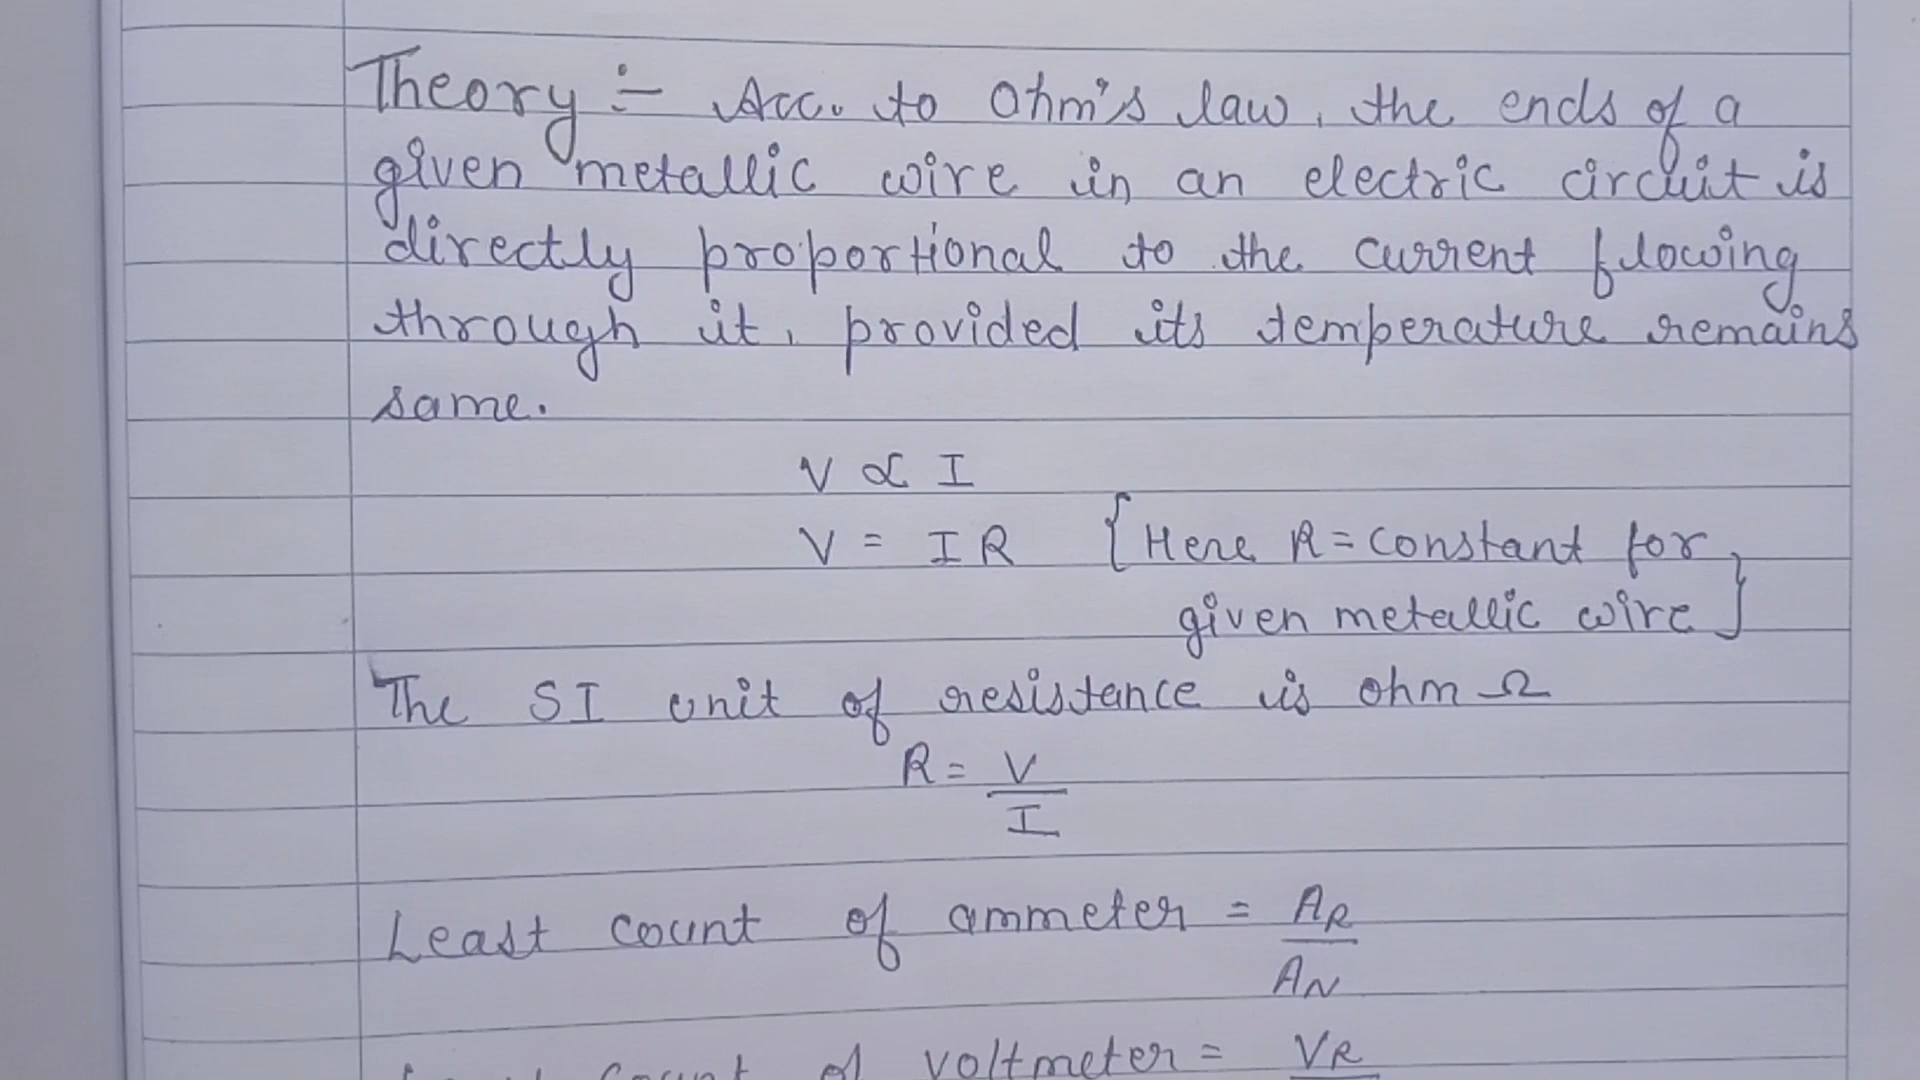 Theory :- Acc. to Ohm's law, the ends of a
given metallic wire in an electric circuit is
directly proportional to the current flowing
through it, provided its temperature remains
same.
V ∝ I
V = IR {Here R = constant for
given metallic wire}
The SI unit of resistance is ohm Ω
R = V
I
Least count of ammeter = AR
AN
count of voltmeter = VR